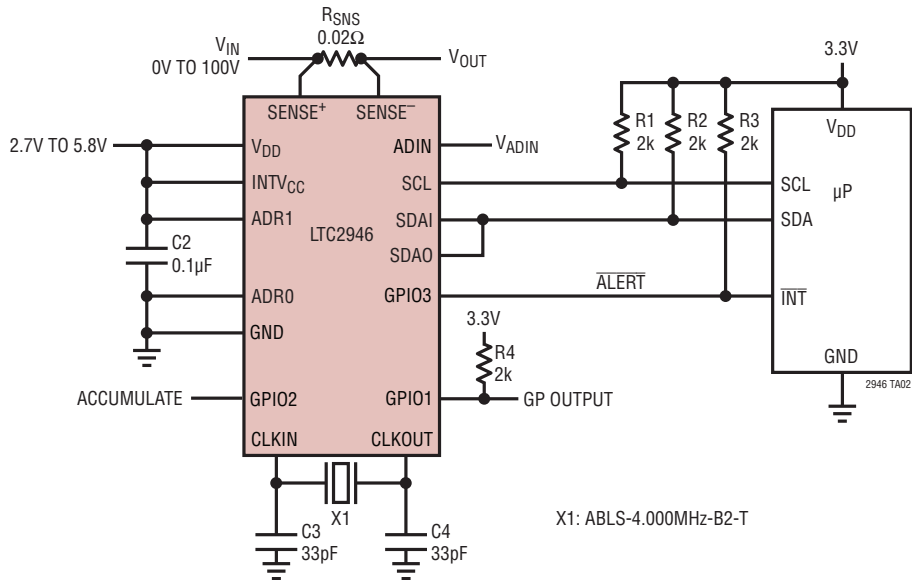 RSNS
0.02Ω
VIN
0V TO 100V
VOUT
3.3V
SENSE+ SENSE–
R1
2k
R2
2k
R3
2k
VDD
2.7V TO 5.8V
VDD
ADIN
VADIN
INTVCC
SCL
SCL
µP
ADR1
LTC2946
SDAI
SDA
C2
0.1µF
SDAO
ADR0
GPIO3
ALERT
INT
GND
3.3V
R4
2k
GND
2946 TA02
ACCUMULATE
GPIO2
GPIO1
GP OUTPUT
CLKIN
CLKOUT
X1
X1: ABLS-4.000MHz-B2-T
C3
33pF
C4
33pF